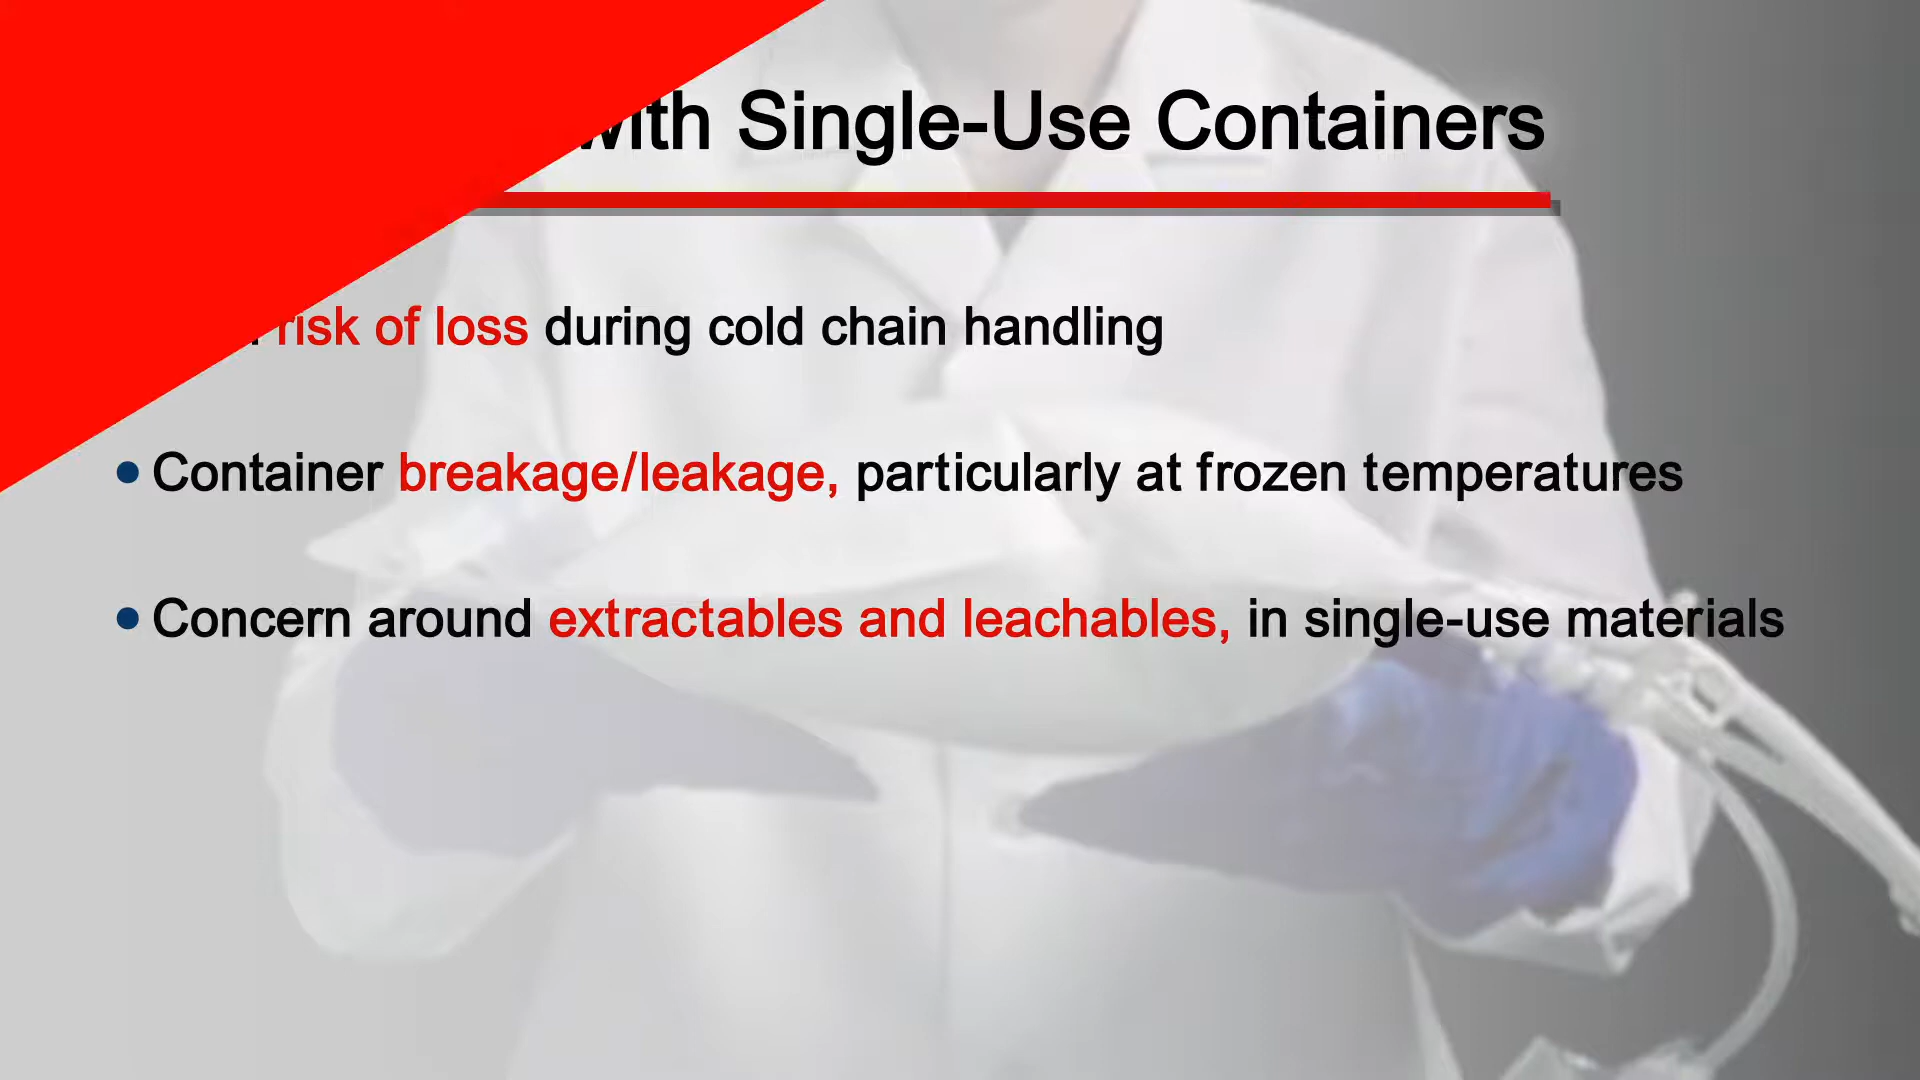 with Single-Use Containers
risk of loss during cold chain handling
• Container breakage/leakage, particularly at frozen temperatures
• Concern around extractables and leachables, in single-use materials